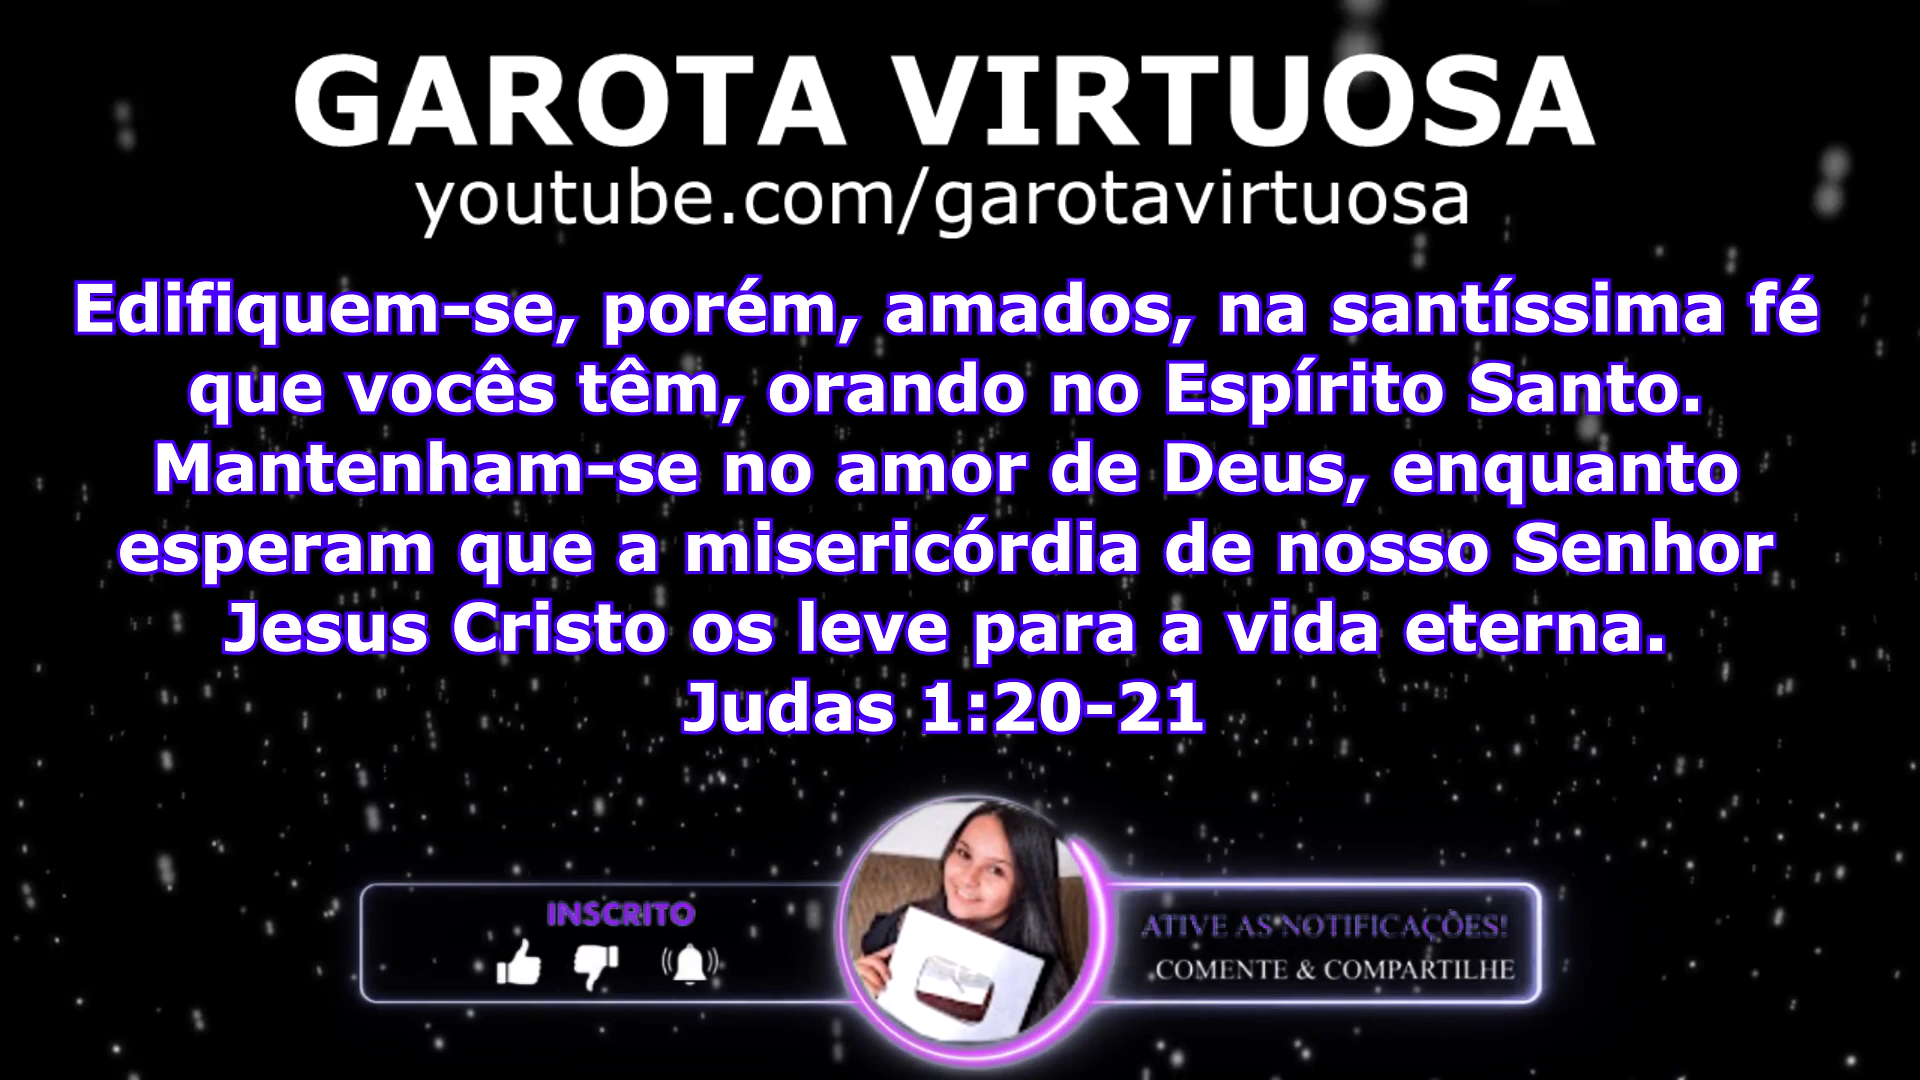 GAROTA VIRTUOSA
youtube.com/garotavirtuosa
Edifiquem-se, porém, amados, na santíssima fé
que vocês têm, orando no Espírito Santo.
Mantenham-se no amor de Deus, enquanto
esperam que a misericórdia de nosso Senhor
Jesus Cristo os leve para a vida eterna.
Judas 1:20-21
INSCRITO
ATIVE AS NOTIFICAÇÕES!
COMENTE & COMPARTILHE